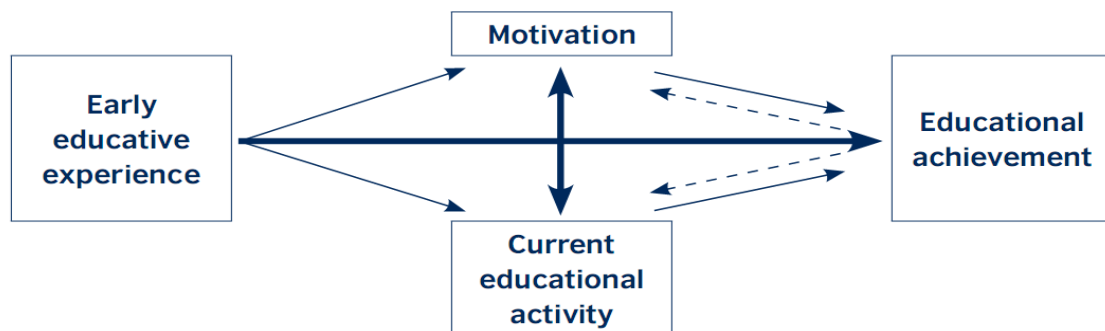 Motivation
Early
educative
experience
Educational
achievement
Current
educational
activity